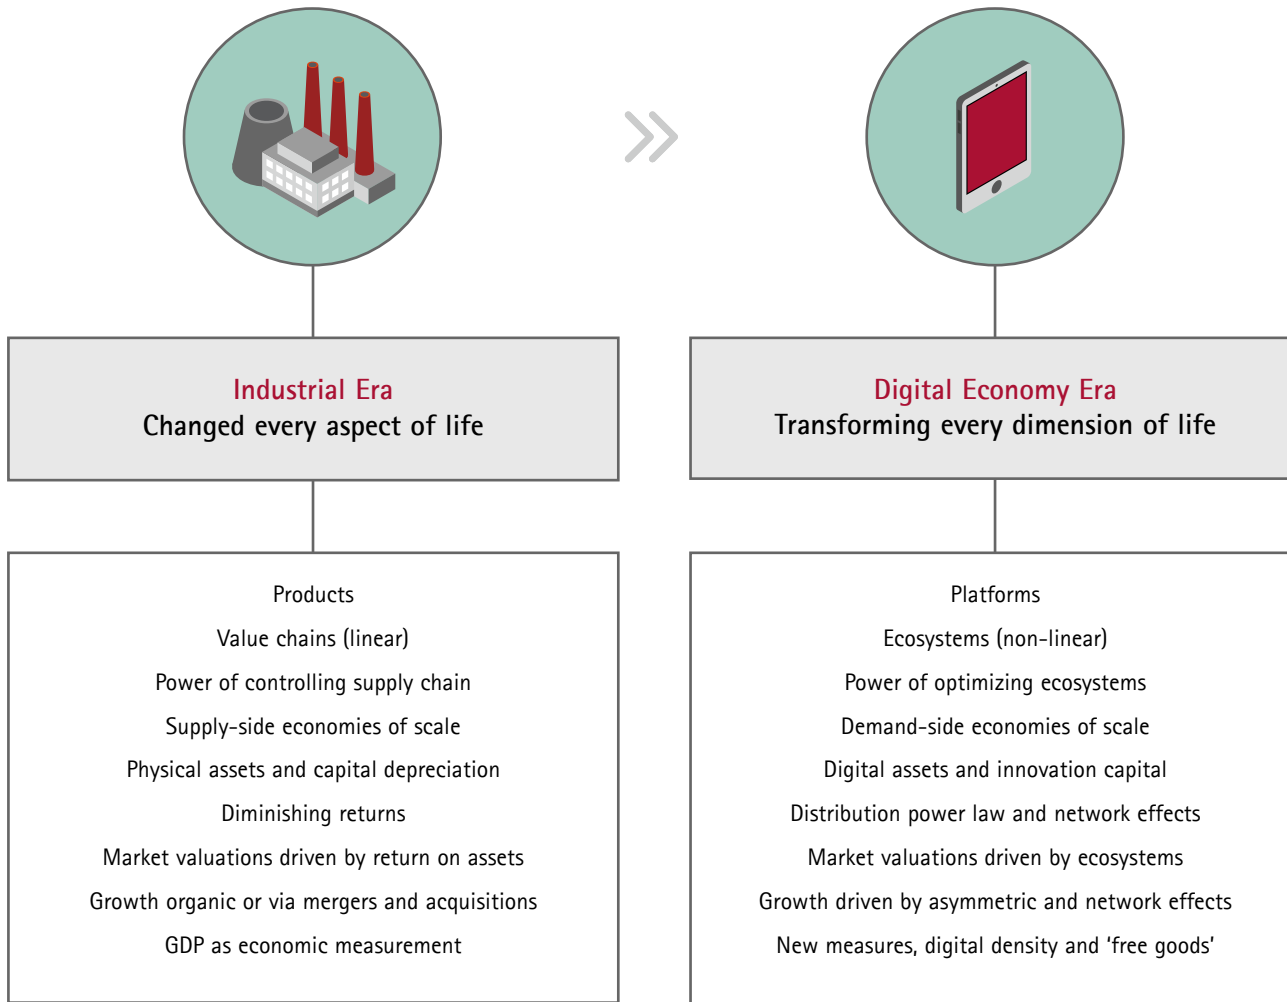 Industrial Era
Changed every aspect of life
Products
Value chains (linear)
Power of controlling supply chain
Supply-side economies of scale
Physical assets and capital depreciation
Diminishing returns
Market valuations driven by return on assets
Growth organic or via mergers and acquisitions
GDP as economic measurement
Digital Economy Era
Transforming every dimension of life
Platforms
Ecosystems (non-linear)
Power of optimizing ecosystems
Demand-side economies of scale
Digital assets and innovation capital
Distribution power law and network effects
Market valuations driven by ecosystems
Growth driven by asymmetric and network effects
New measures, digital density and ‘free goods’